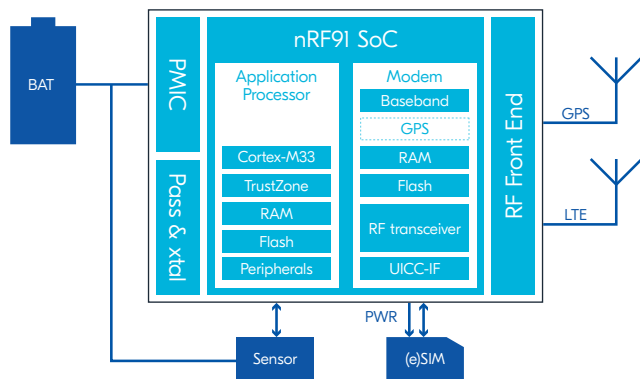 BAT
PMIC
Pass & xtal
nRF91 SoC
Application
Processor
Cortex-M33
TrustZone
RAM
Flash
Peripherals
Modem
Baseband
GPS
RAM
Flash
RF transceiver
UICC-IF
RF Front End
GPS
LTE
PWR
Sensor
(e)SIM